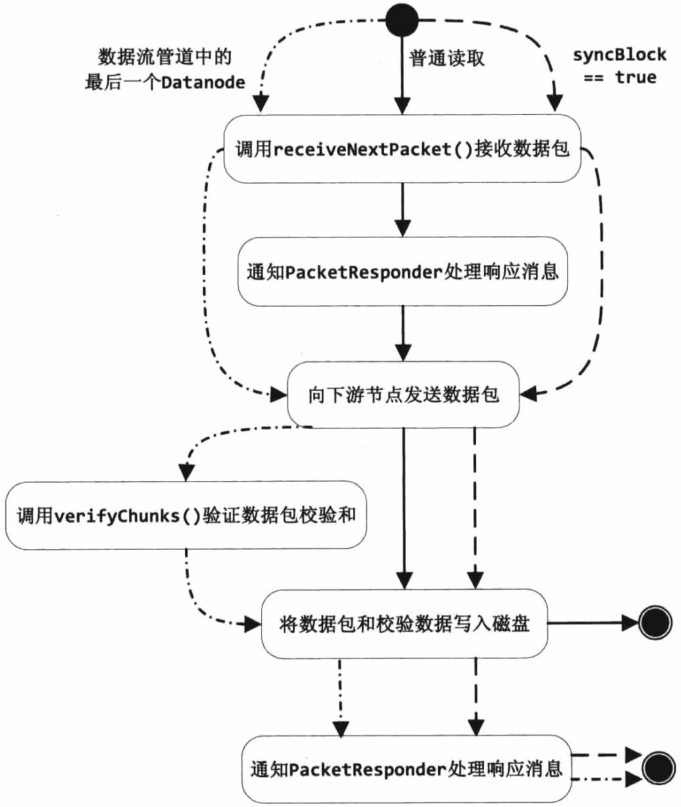 数据流管道中的
最后一个Datanode
普通读取
syncBlock
== true
调用receiveNextPacket()接收数据包
通知PacketResponder处理响应消息
向下游节点发送数据包
调用verifyChunks()验证数据包校验和
将数据包和校验数据写入磁盘
通知PacketResponder处理响应消息